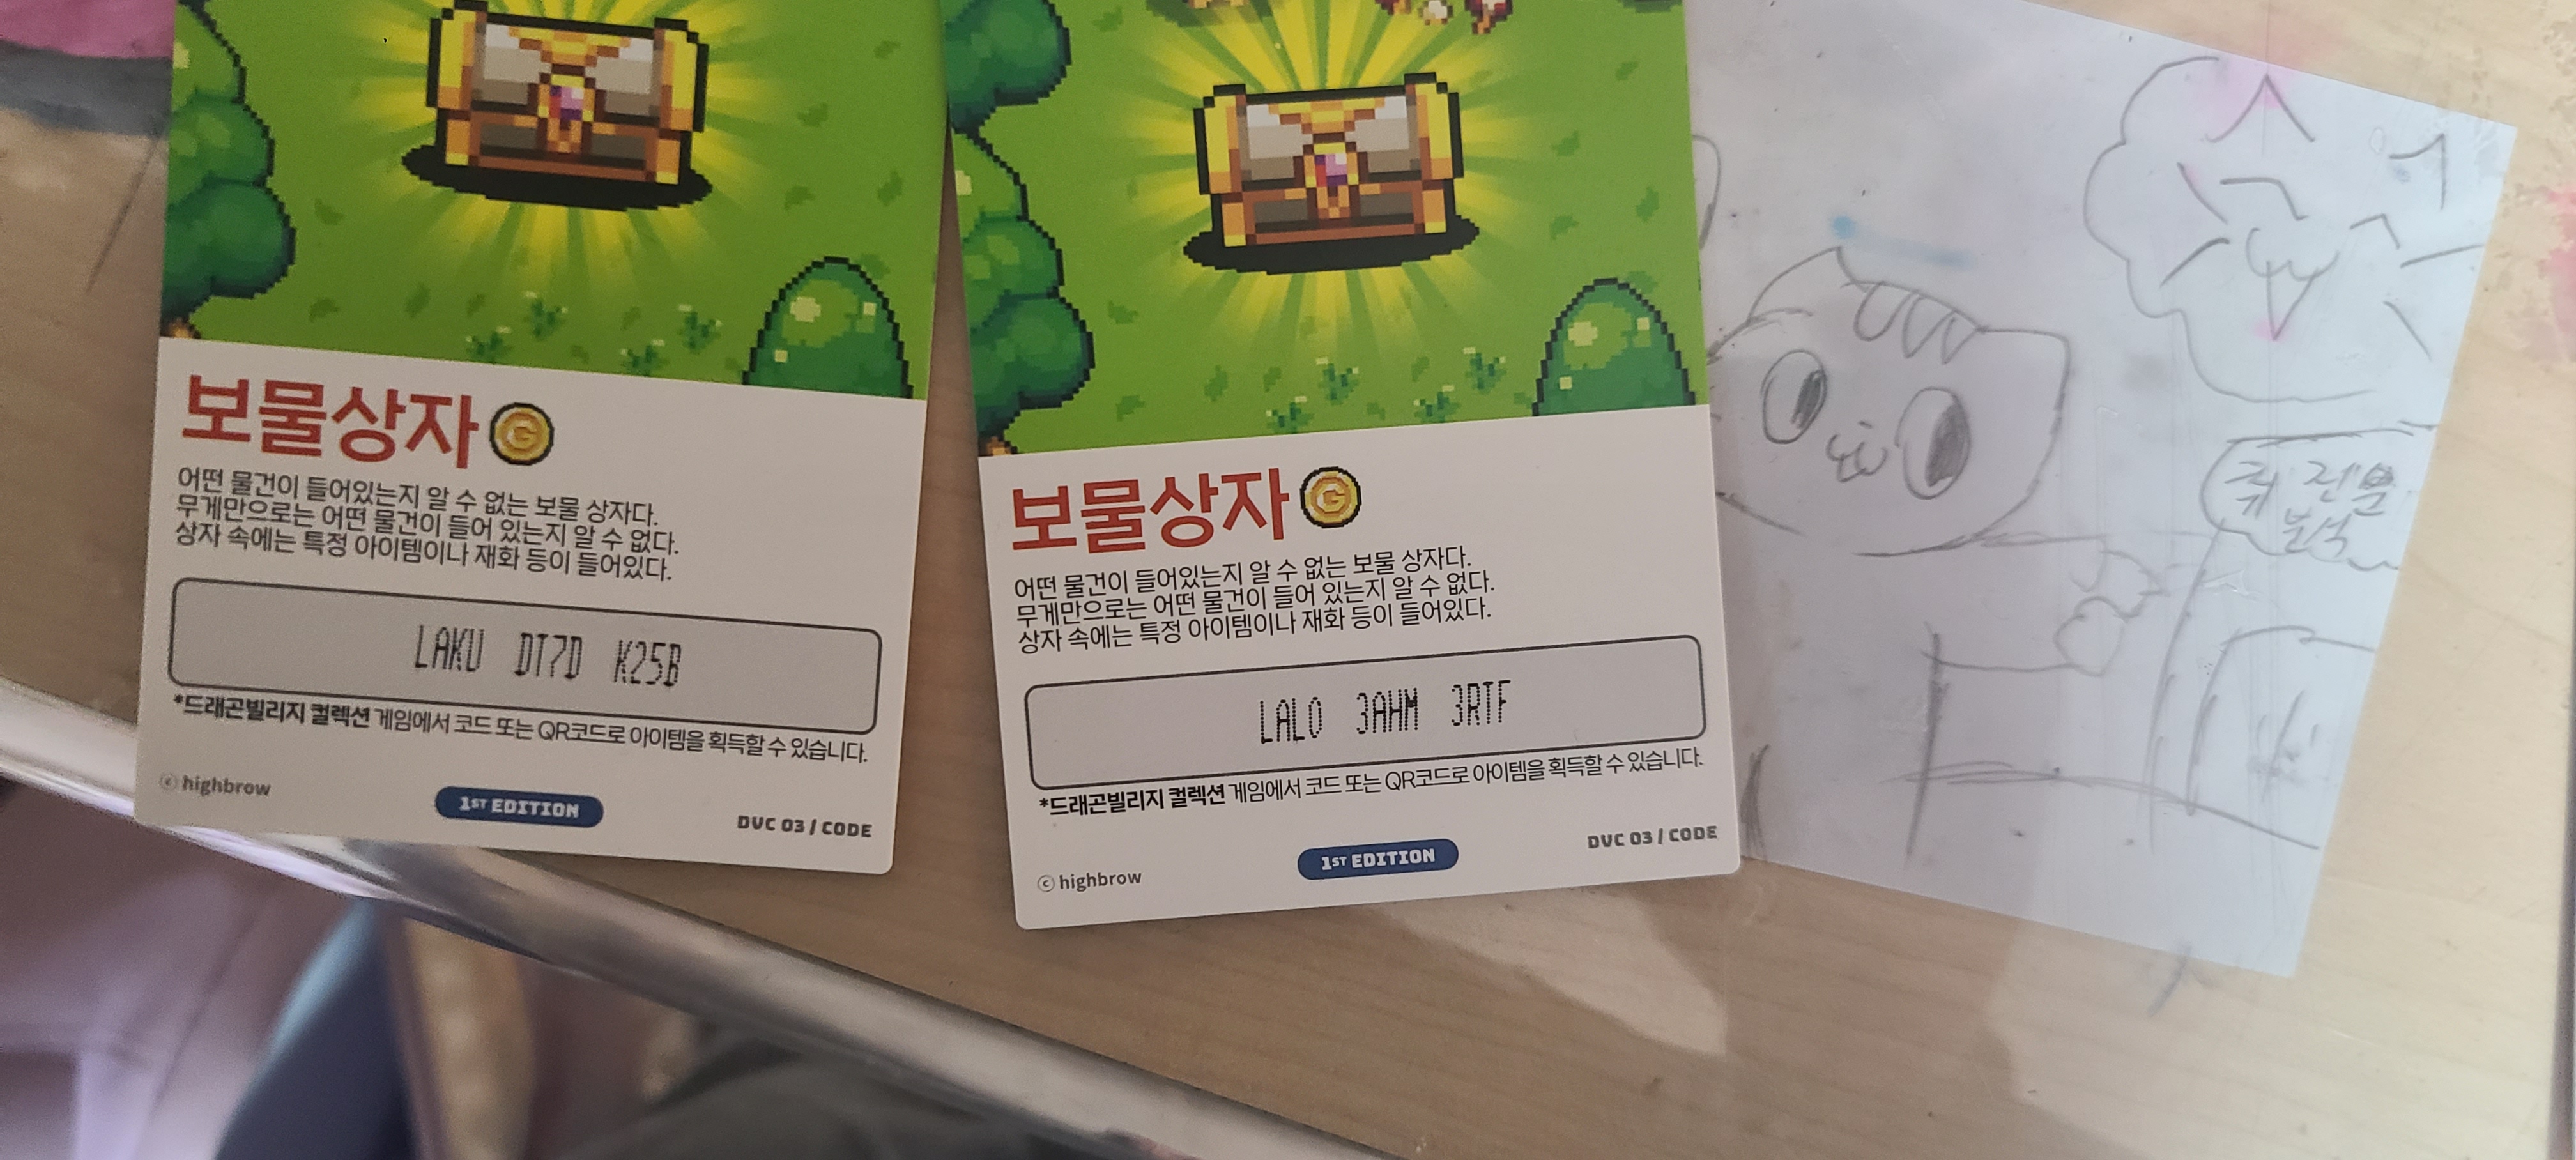 보물상자 G
어떤 물건이 들어있는지 알 수 없는 보물 상자다.
무게만으로는 어떤 물건이 들어 있는지 알 수 없다.
상자 속에는 특정 아이템이나 재화 등이 들어있다.
LAKU DT7D K25B
*드래곤빌리지 컬렉션 게임에서 코드 또는 QR코드로 아이템을 획득할 수 있습니다.
ⓒ highbrow
1ST EDITION
DVC 03 / CODE
보물상자 G
어떤 물건이 들어있는지 알 수 없는 보물 상자다.
무게만으로는 어떤 물건이 들어 있는지 알 수 없다.
상자 속에는 특정 아이템이나 재화 등이 들어있다.
LALO 3AHM 3RTF
*드래곤빌리지 컬렉션 게임에서 코드 또는 QR코드로 아이템을 획득할 수 있습니다.
ⓒ highbrow
1ST EDITION
DVC 03 / CODE